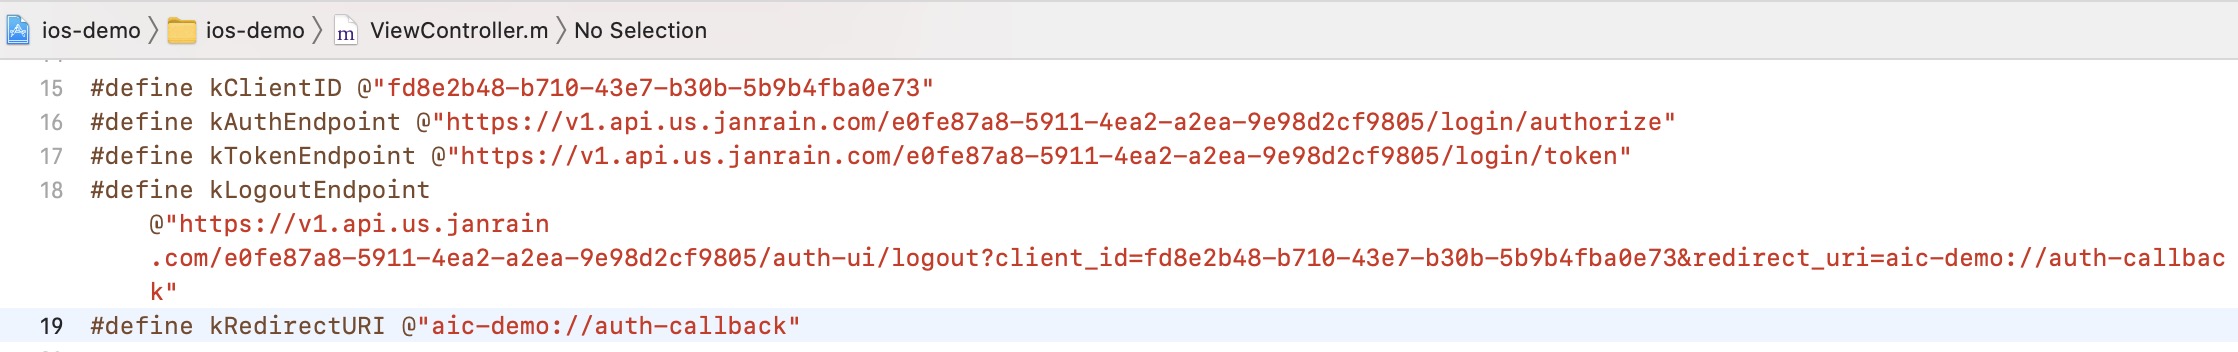 ios-demo 〉 ios-demo 〉 m ViewController.m 〉 No Selection
15 #define kClientID @"fd8e2b48-b710-43e7-b30b-5b9b4fba0e73"
16 #define kAuthEndpoint @"https://v1.api.us.janrain.com/e0fe87a8-5911-4ea2-a2ea-9e98d2cf9805/login/authorize"
17 #define kTokenEndpoint @"https://v1.api.us.janrain.com/e0fe87a8-5911-4ea2-a2ea-9e98d2cf9805/login/token"
18 #define kLogoutEndpoint
@"https://v1.api.us.janrain
.com/e0fe87a8-5911-4ea2-a2ea-9e98d2cf9805/auth-ui/logout?client_id=fd8e2b48-b710-43e7-b30b-5b9b4fba0e73&redirect_uri=aic-demo://auth-callbac
k"
19 #define kRedirectURI @"aic-demo://auth-callback"